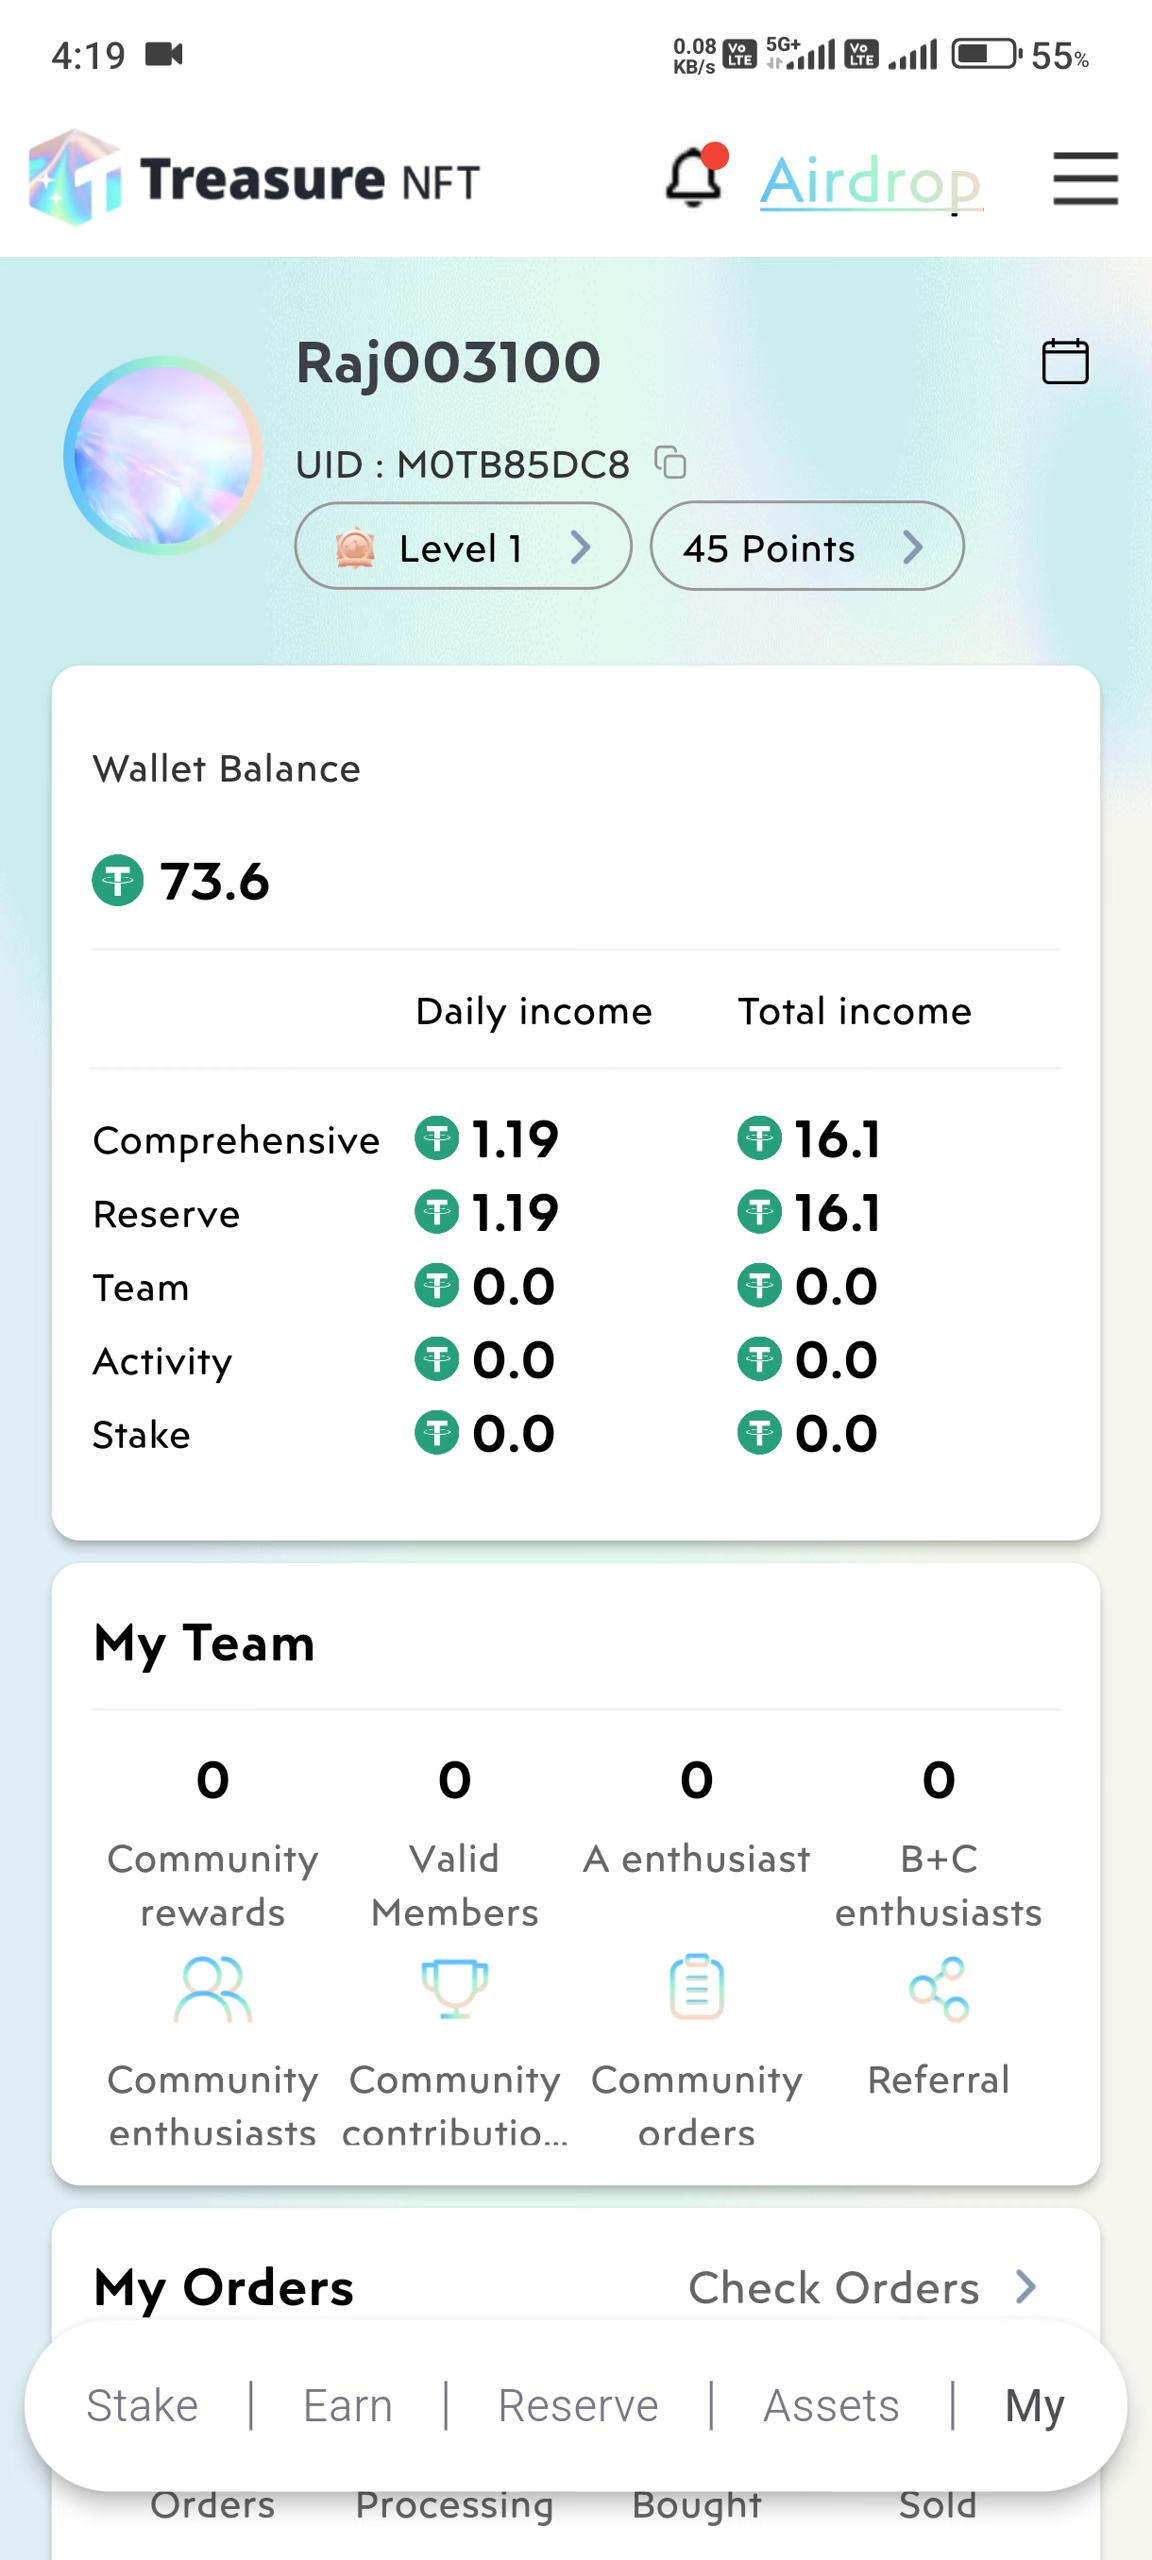 4:19 0.08 KB/s Vo LTE 5G+ Vo LTE 55%
Treasure NFT Airdrop
Raj003100
UID : M0TB85DC8
Level 1 45 Points
Wallet Balance
73.6
Daily income Total income
Comprehensive 1.19 16.1
Reserve 1.19 16.1
Team 0.0 0.0
Activity 0.0 0.0
Stake 0.0 0.0
My Team
0 0 0 0
Community rewards Valid Members A enthusiast B+C enthusiasts
Community enthusiasts Community contributio... Community orders Referral
My Orders Check Orders
Stake | Earn | Reserve | Assets | My
Orders Processing Bought Sold